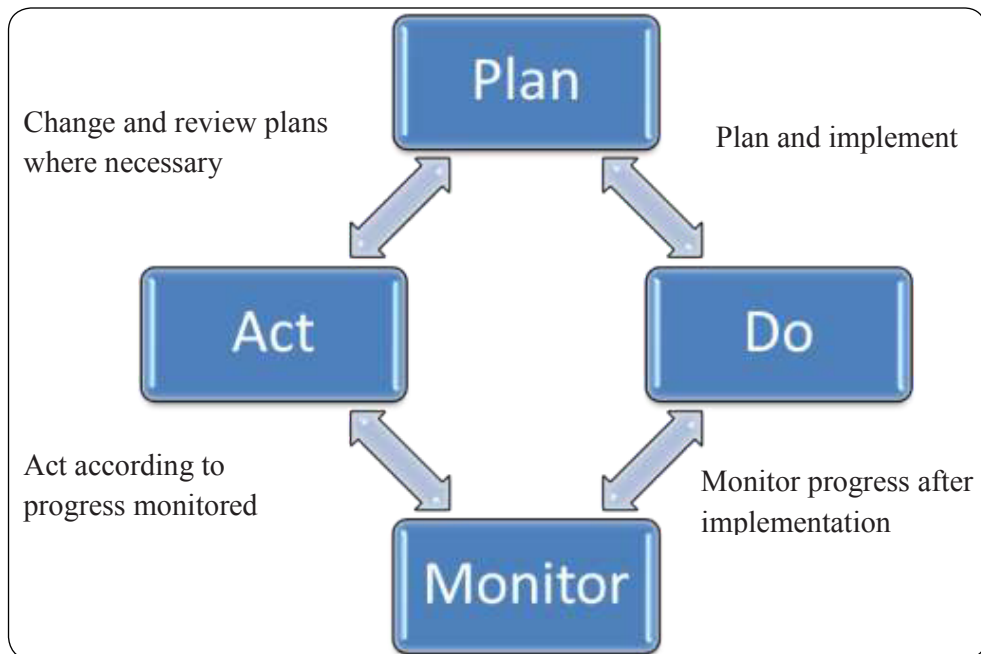 Plan
Change and review plans
where necessary
Plan and implement
Act
Do
Act according to
progress monitored
Monitor progress after
implementation
Monitor